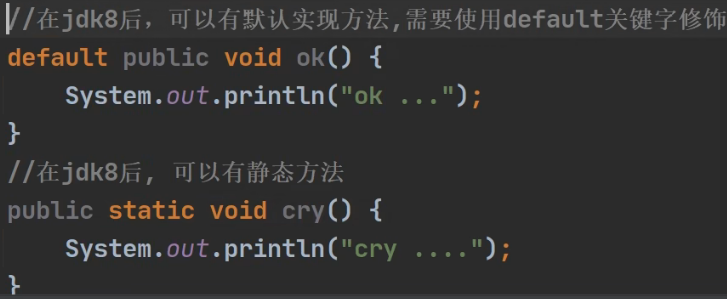 //在jdk8后，可以有默认实现方法,需要使用default关键字修饰
default public void ok() {
    System.out.println("ok ...");
}
//在jdk8后, 可以有静态方法
public static void cry() {
    System.out.println("cry ....");
}